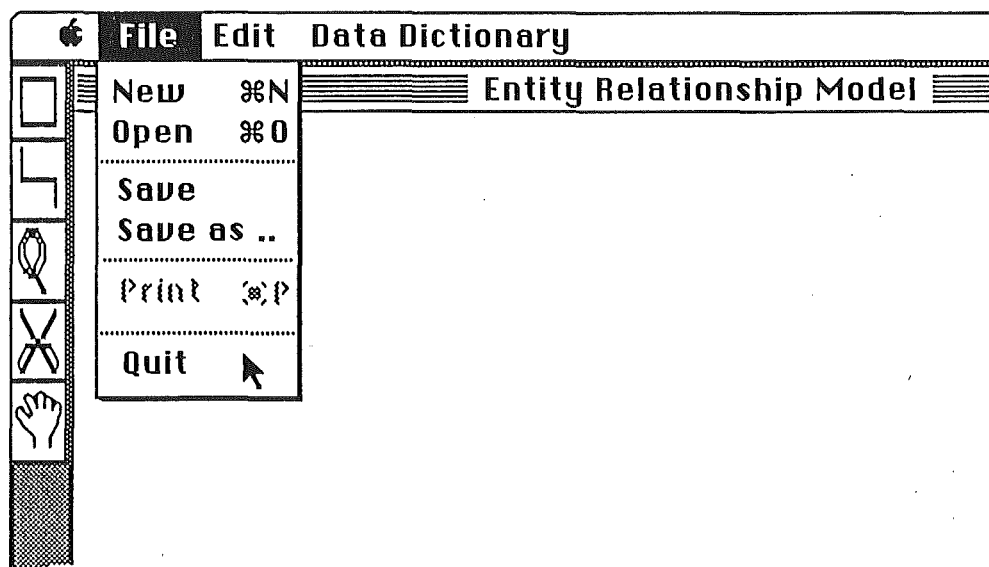 File Edit Data Dictionary
Entity Relationship Model
New ⌘N
Open ⌘O
Save
Save as ..
Print ⌘P
Quit